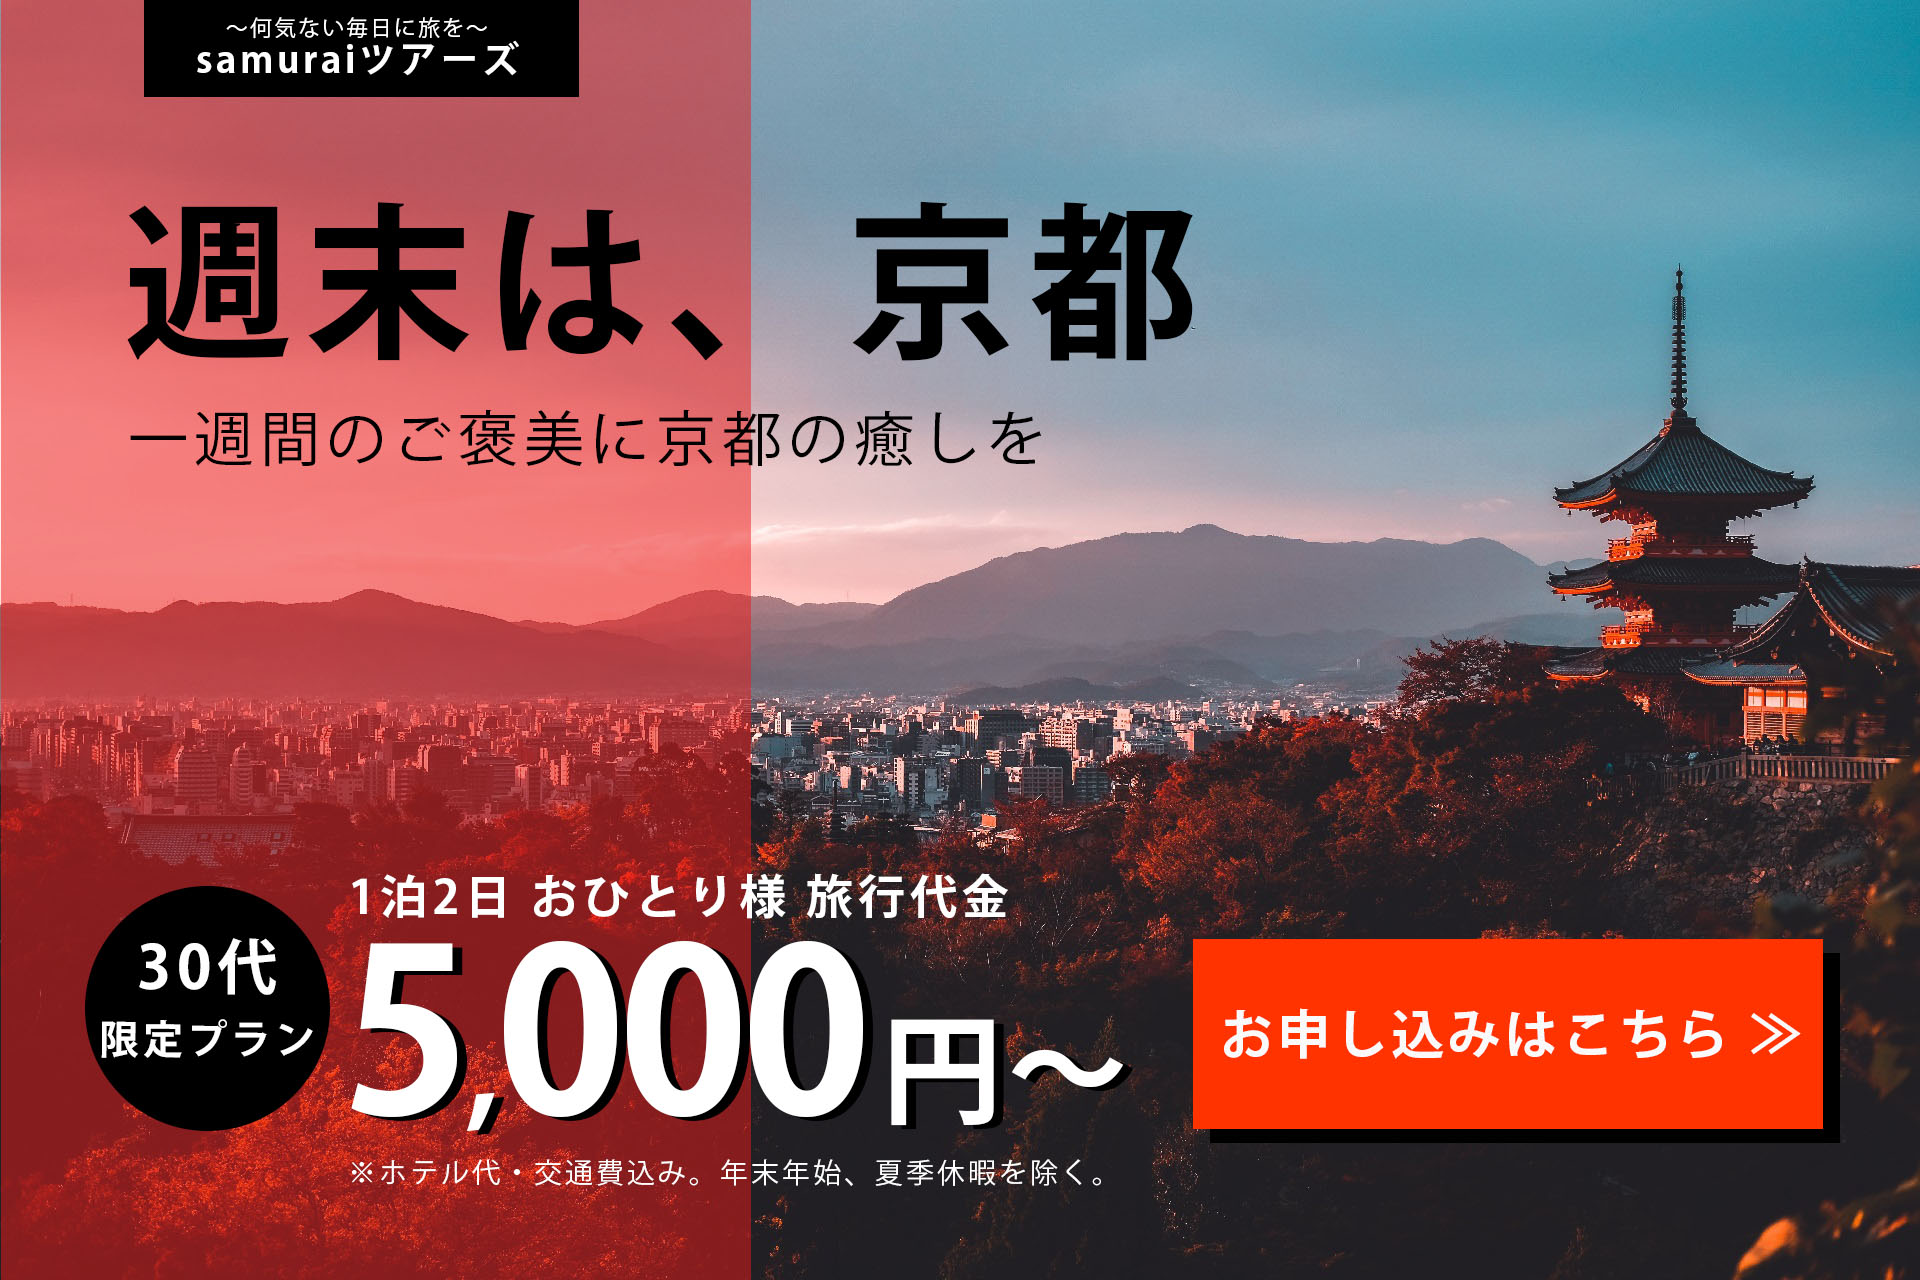 ～何気ない毎日に旅を～
samuraiツアーズ
週末は、京都
一週間のご褒美に京都の癒しを
1泊2日 おひとり様 旅行代金
30代
限定プラン
5,000円～
お申し込みはこちら ≫
※ホテル代・交通費込み。年末年始、夏季休暇を除く。